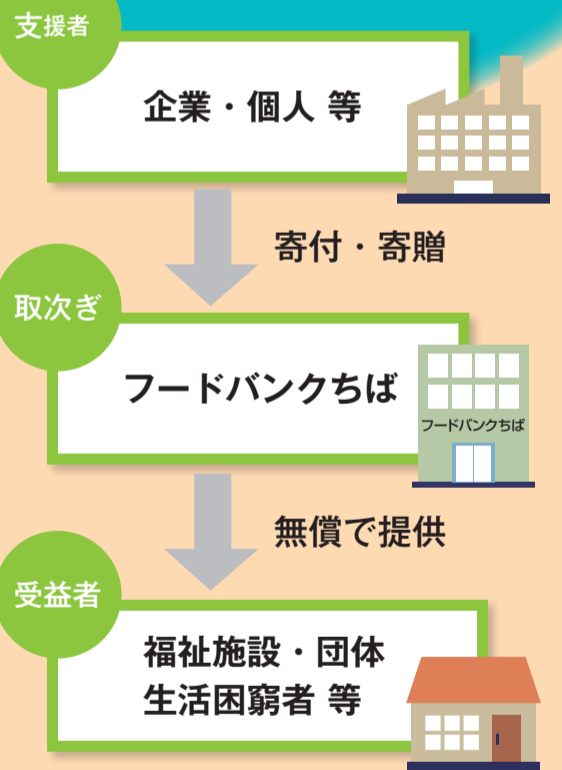 支援者
企業・個人 等
寄付・寄贈
取次ぎ
フードバンクちば
フードバンクちば
無償で提供
受益者
福祉施設・団体
生活困窮者 等